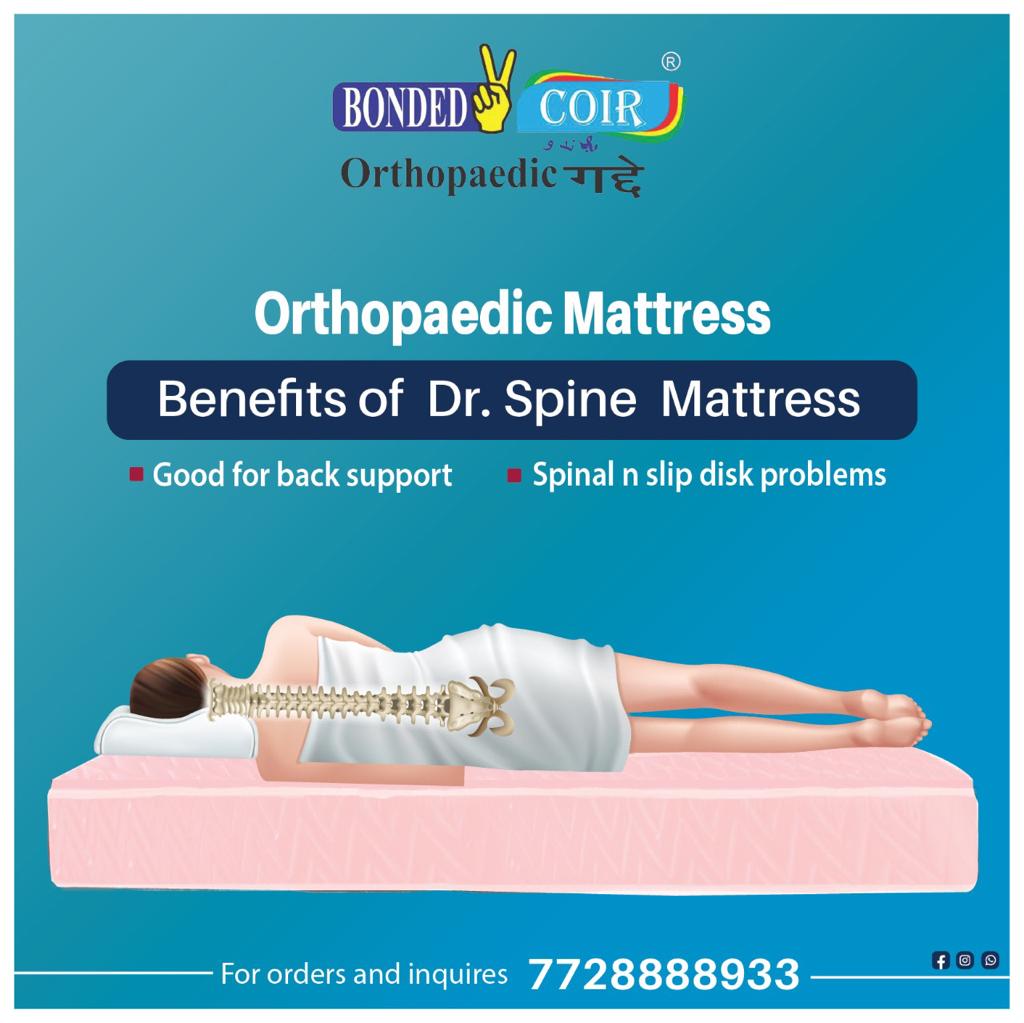 BONDED COIR ®
Orthopaedic गद्दे
Orthopaedic Mattress
Benefits of Dr. Spine Mattress
Good for back support
Spinal n slip disk problems
For orders and inquires 7728888933